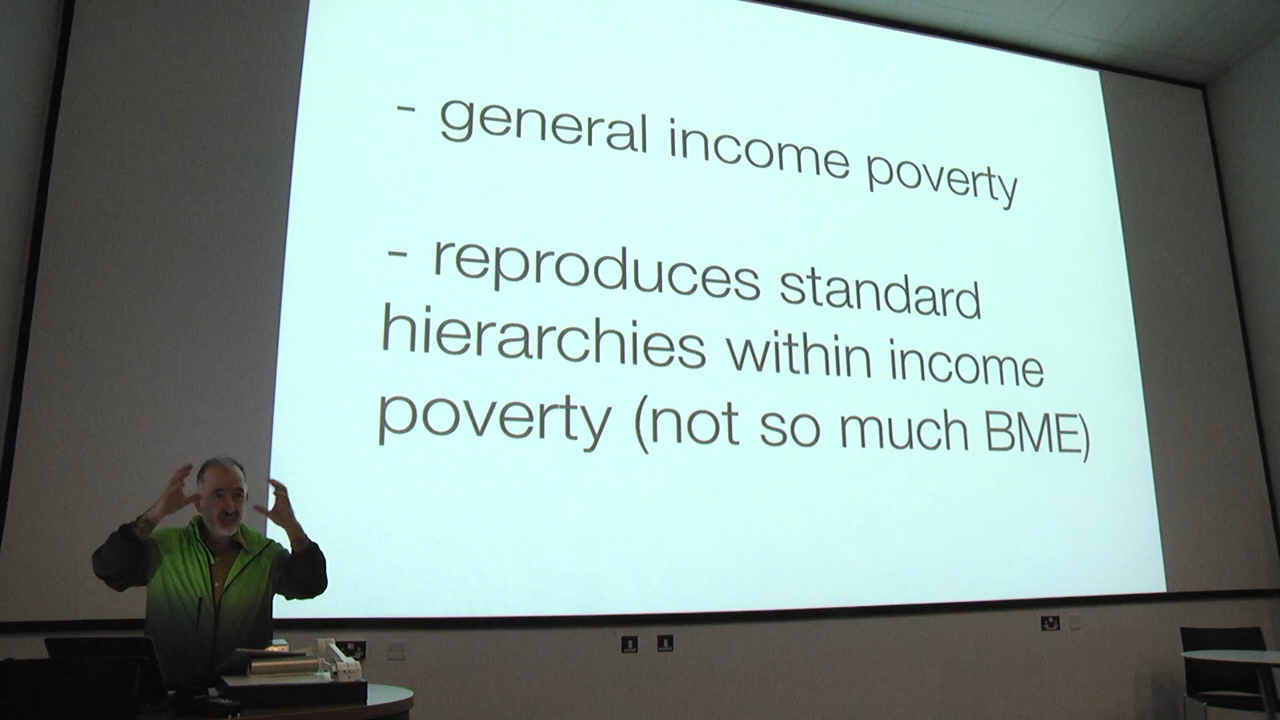 - general income poverty
- reproduces standard
hierarchies within income
poverty (not so much BME)